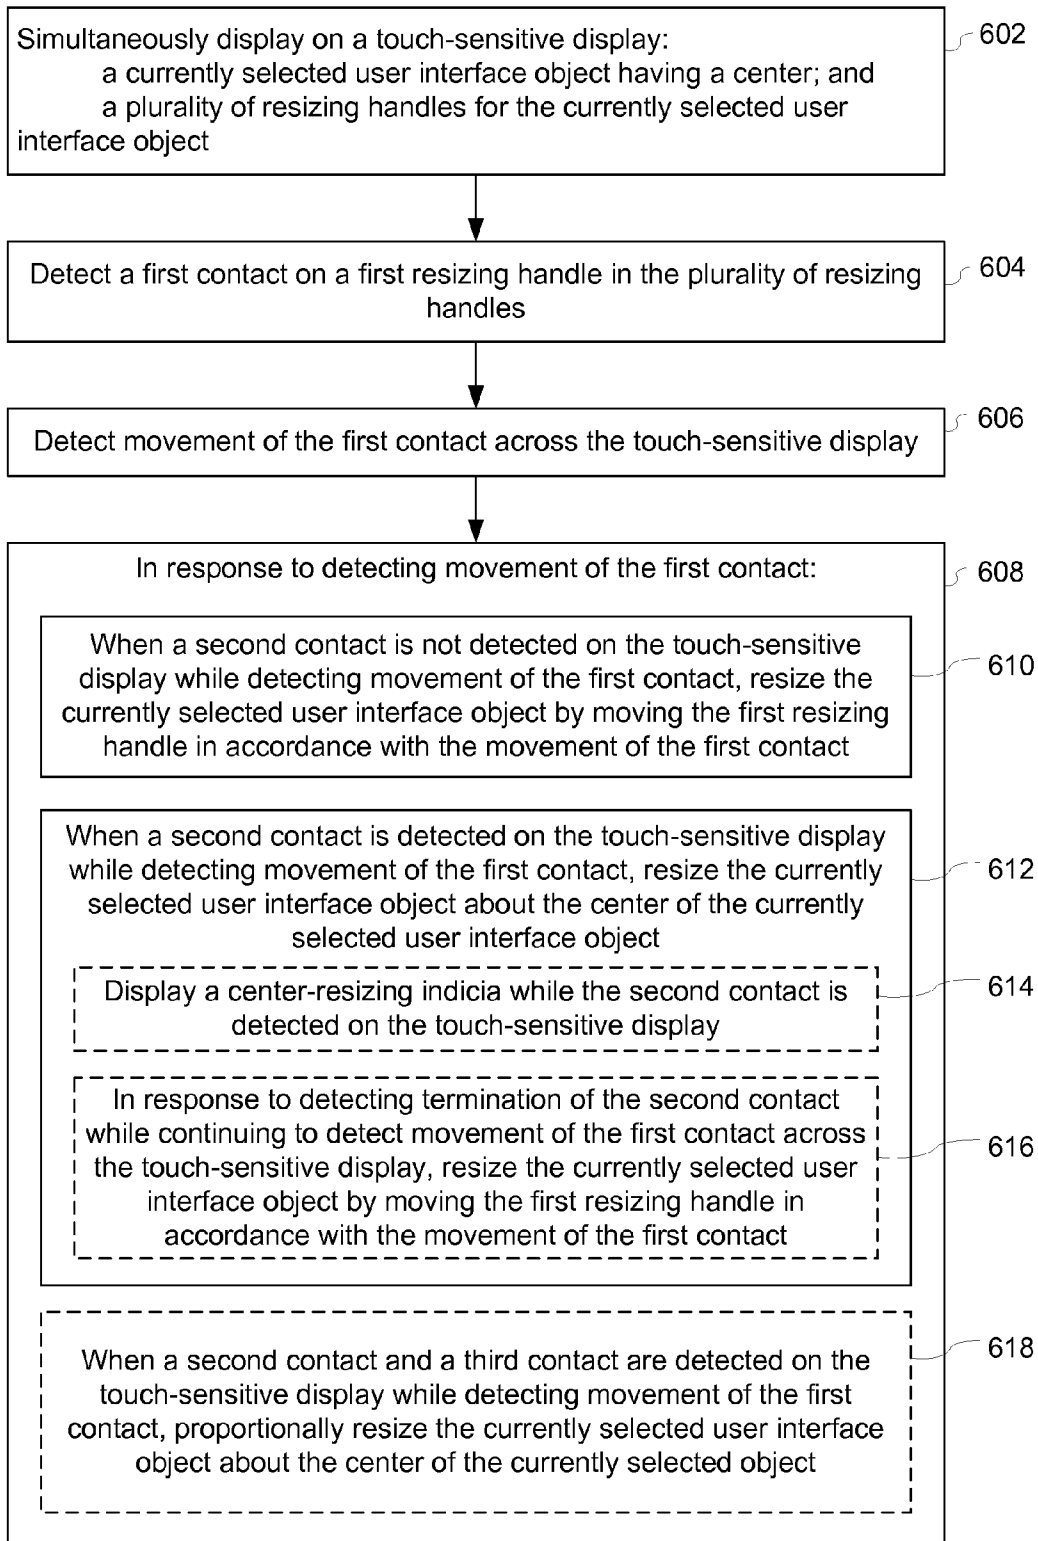 Simultaneously display on a touch-sensitive display:
a currently selected user interface object having a center; and
a plurality of resizing handles for the currently selected user
interface object
602
Detect a first contact on a first resizing handle in the plurality of resizing
handles
604
Detect movement of the first contact across the touch-sensitive display
606
In response to detecting movement of the first contact:
608
When a second contact is not detected on the touch-sensitive
display while detecting movement of the first contact, resize the
currently selected user interface object by moving the first resizing
handle in accordance with the movement of the first contact
610
When a second contact is detected on the touch-sensitive display
while detecting movement of the first contact, resize the currently
selected user interface object about the center of the currently
selected user interface object
612
Display a center-resizing indicia while the second contact is
detected on the touch-sensitive display
614
In response to detecting termination of the second contact
while continuing to detect movement of the first contact across
the touch-sensitive display, resize the currently selected user
interface object by moving the first resizing handle in
accordance with the movement of the first contact
616
When a second contact and a third contact are detected on the
touch-sensitive display while detecting movement of the first
contact, proportionally resize the currently selected user interface
object about the center of the currently selected object
618